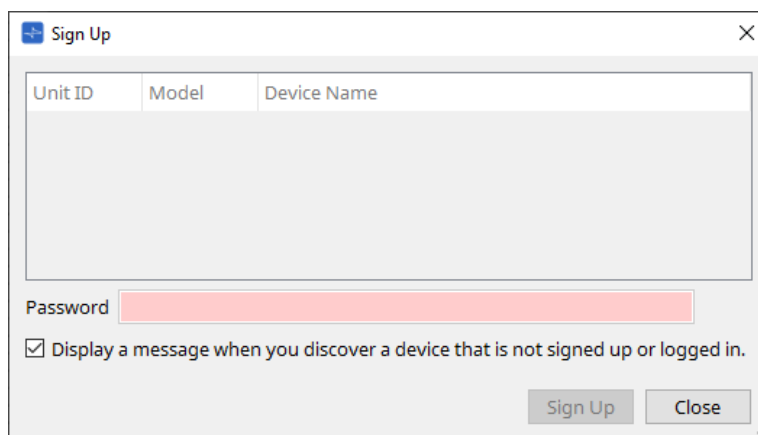 Sign Up
Unit ID Model Device Name
Password
Display a message when you discover a device that is not signed up or logged in.
Sign Up Close